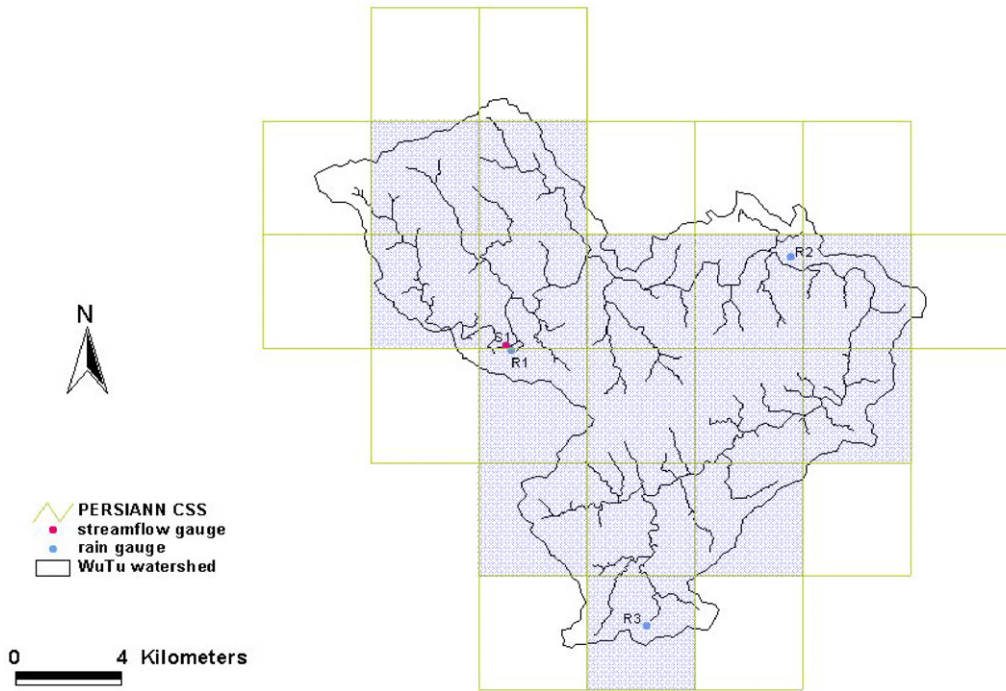 R2
N
S1
R1
PERSIANN CSS
streamflow gauge
rain gauge
WuTu watershed
R3
0 4 Kilometers